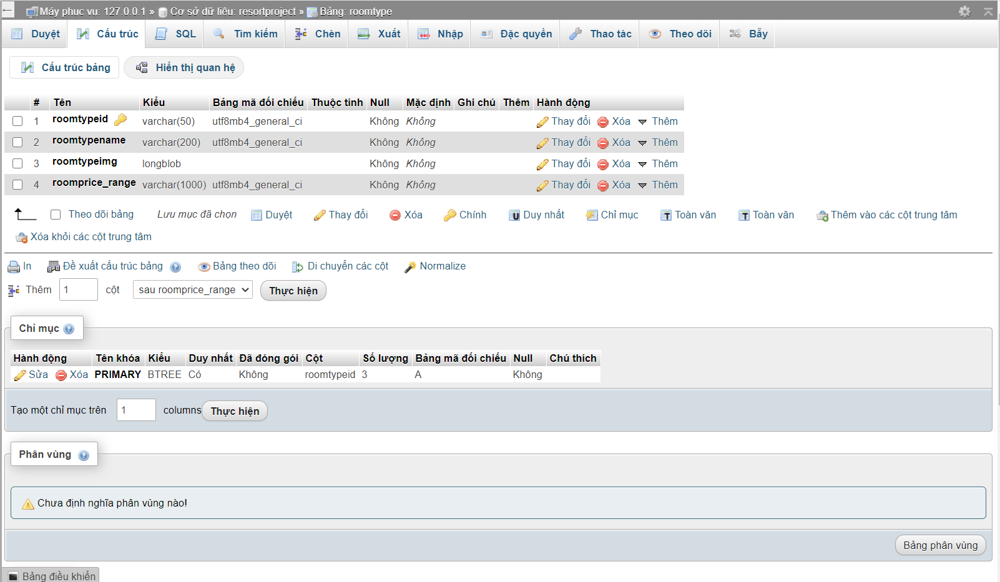 Máy phục vụ: 127.0.0.1 » Cơ sở dữ liệu: resortproject » Bảng: roomtype
Duyệt Cấu trúc SQL Tìm kiếm Chèn Xuất Nhập Đặc quyền Thao tác Theo dõi Bẫy
Cấu trúc bảng Hiển thị quan hệ
# Tên Kiểu Bảng mã đối chiếu Thuộc tính Null Mặc định Ghi chú Thêm Hành động
1 roomtypeid varchar(50) utf8mb4_general_ci Không Không Thay đổi Xóa Thêm
2 roomtypename varchar(200) utf8mb4_general_ci Không Không Thay đổi Xóa Thêm
3 roomtypeimg longblob Không Không Thay đổi Xóa Thêm
4 roomprice_range varchar(1000) utf8mb4_general_ci Không Không Thay đổi Xóa Thêm
Theo dõi bảng Lưu mục đã chọn Duyệt Thay đổi Xóa Chính Duy nhất Chỉ mục Toàn văn Toàn văn Thêm vào các cột trung tâm
Xóa khỏi các cột trung tâm
In Đề xuất cấu trúc bảng Bảng theo dõi Di chuyển các cột Normalize
Thêm 1 cột sau roomprice_range Thực hiện
Chỉ mục
Hành động Tên khóa Kiểu Duy nhất Đã đóng gói Cột Số lượng Bảng mã đối chiếu Null Chú thích
Sửa Xóa PRIMARY BTREE Có Không roomtypeid 3 A Không
Tạo một chỉ mục trên 1 columns Thực hiện
Phân vùng
Chưa định nghĩa phân vùng nào!
Bảng phân vùng
Bảng điều khiển